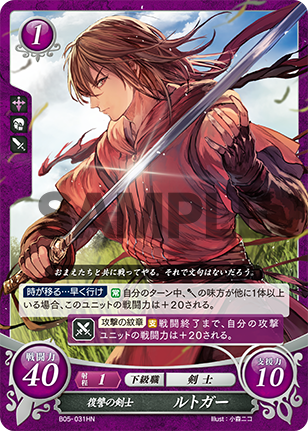 1
SAMPLE
おまえたちと共に戦ってやる。それで文句はないだろう。
時が移る…早く行け 常 自分のターン中、の味方が他に1体以上
いる場合、このユニットの戦闘力は+20される。
攻撃の紋章 支 戦闘終了まで、自分の攻撃
ユニットの戦闘力は+20される。
戦闘力 40
射程 1 下級職 剣士
支援力 10
復讐の剣士 ルトガー
B05-031HN Illust:小森ニコ